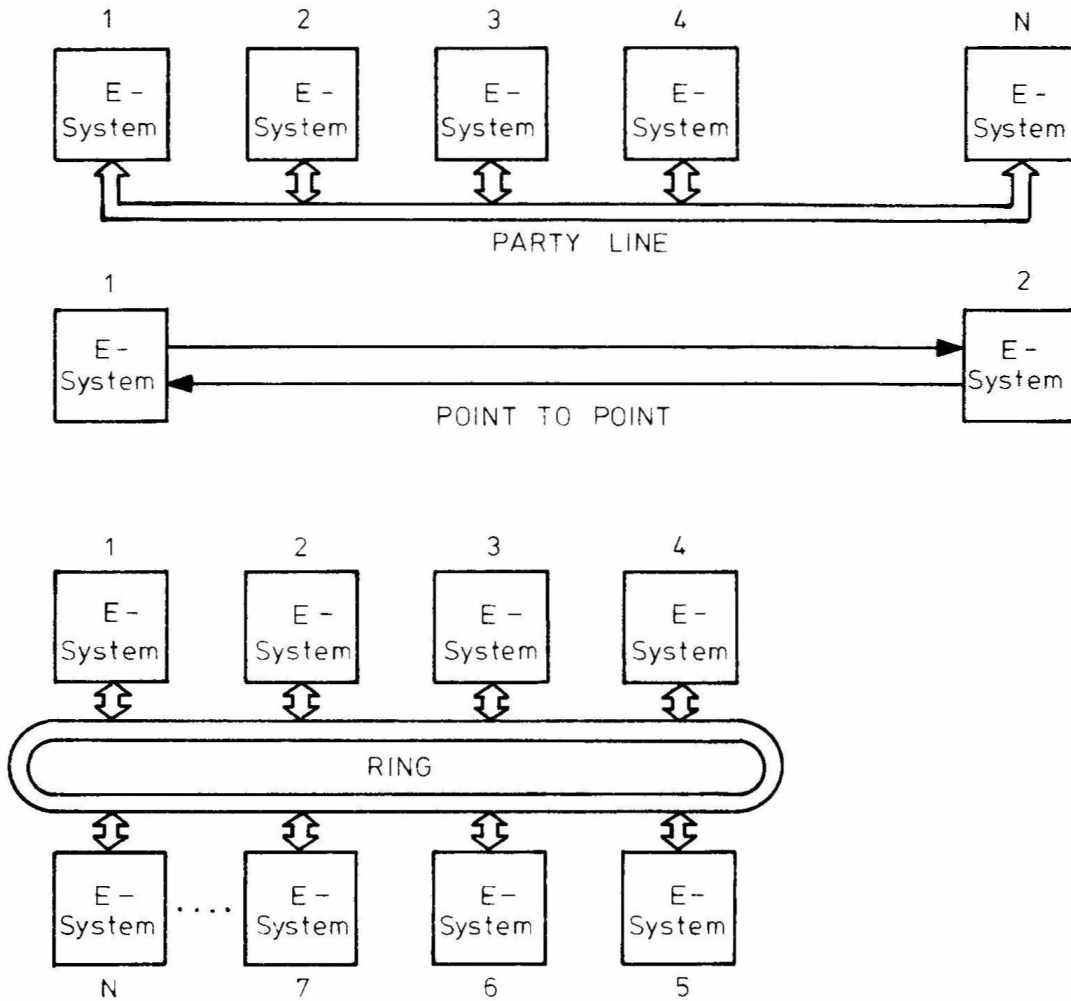 1 2 3 4 N
E- E- E- E- E-
System System System System System
PARTY LINE
1 2
E- E-
System System
POINT TO POINT
1 2 3 4
E- E- E- E-
System System System System
RING
E- .... E- E- E-
System System System System
N 7 6 5